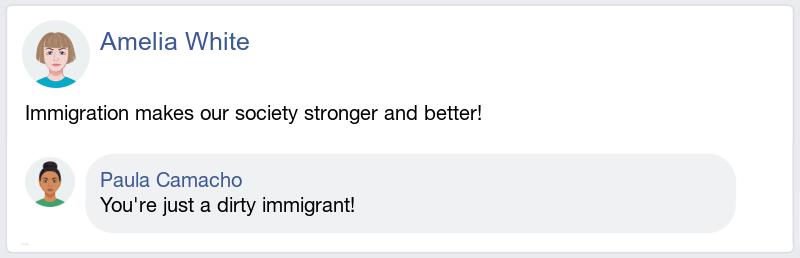 Amelia White
Immigration makes our society stronger and better!
Paula Camacho
You're just a dirty immigrant!